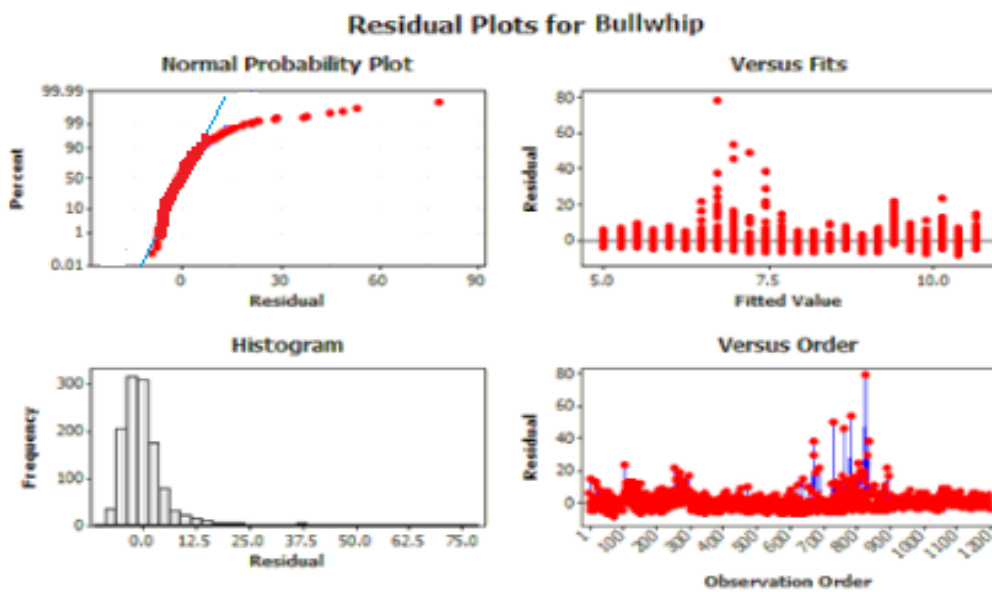 Residual Plots for Bullwhip
Normal Probability Plot
99.99
99
90
50
10
1
0.01
Percent
0 30 60 90
Residual
Versus Fits
80
60
40
20
0
Residual
5.0 7.5 10.0
Fitted Value
Histogram
300
200
100
0
Frequency
0.0 12.5 25.0 37.5 50.0 62.5 75.0
Residual
Versus Order
80
60
40
20
0
Residual
1 100 200 300 400 500 600 700 800 900 1000 1100 1200
Observation Order